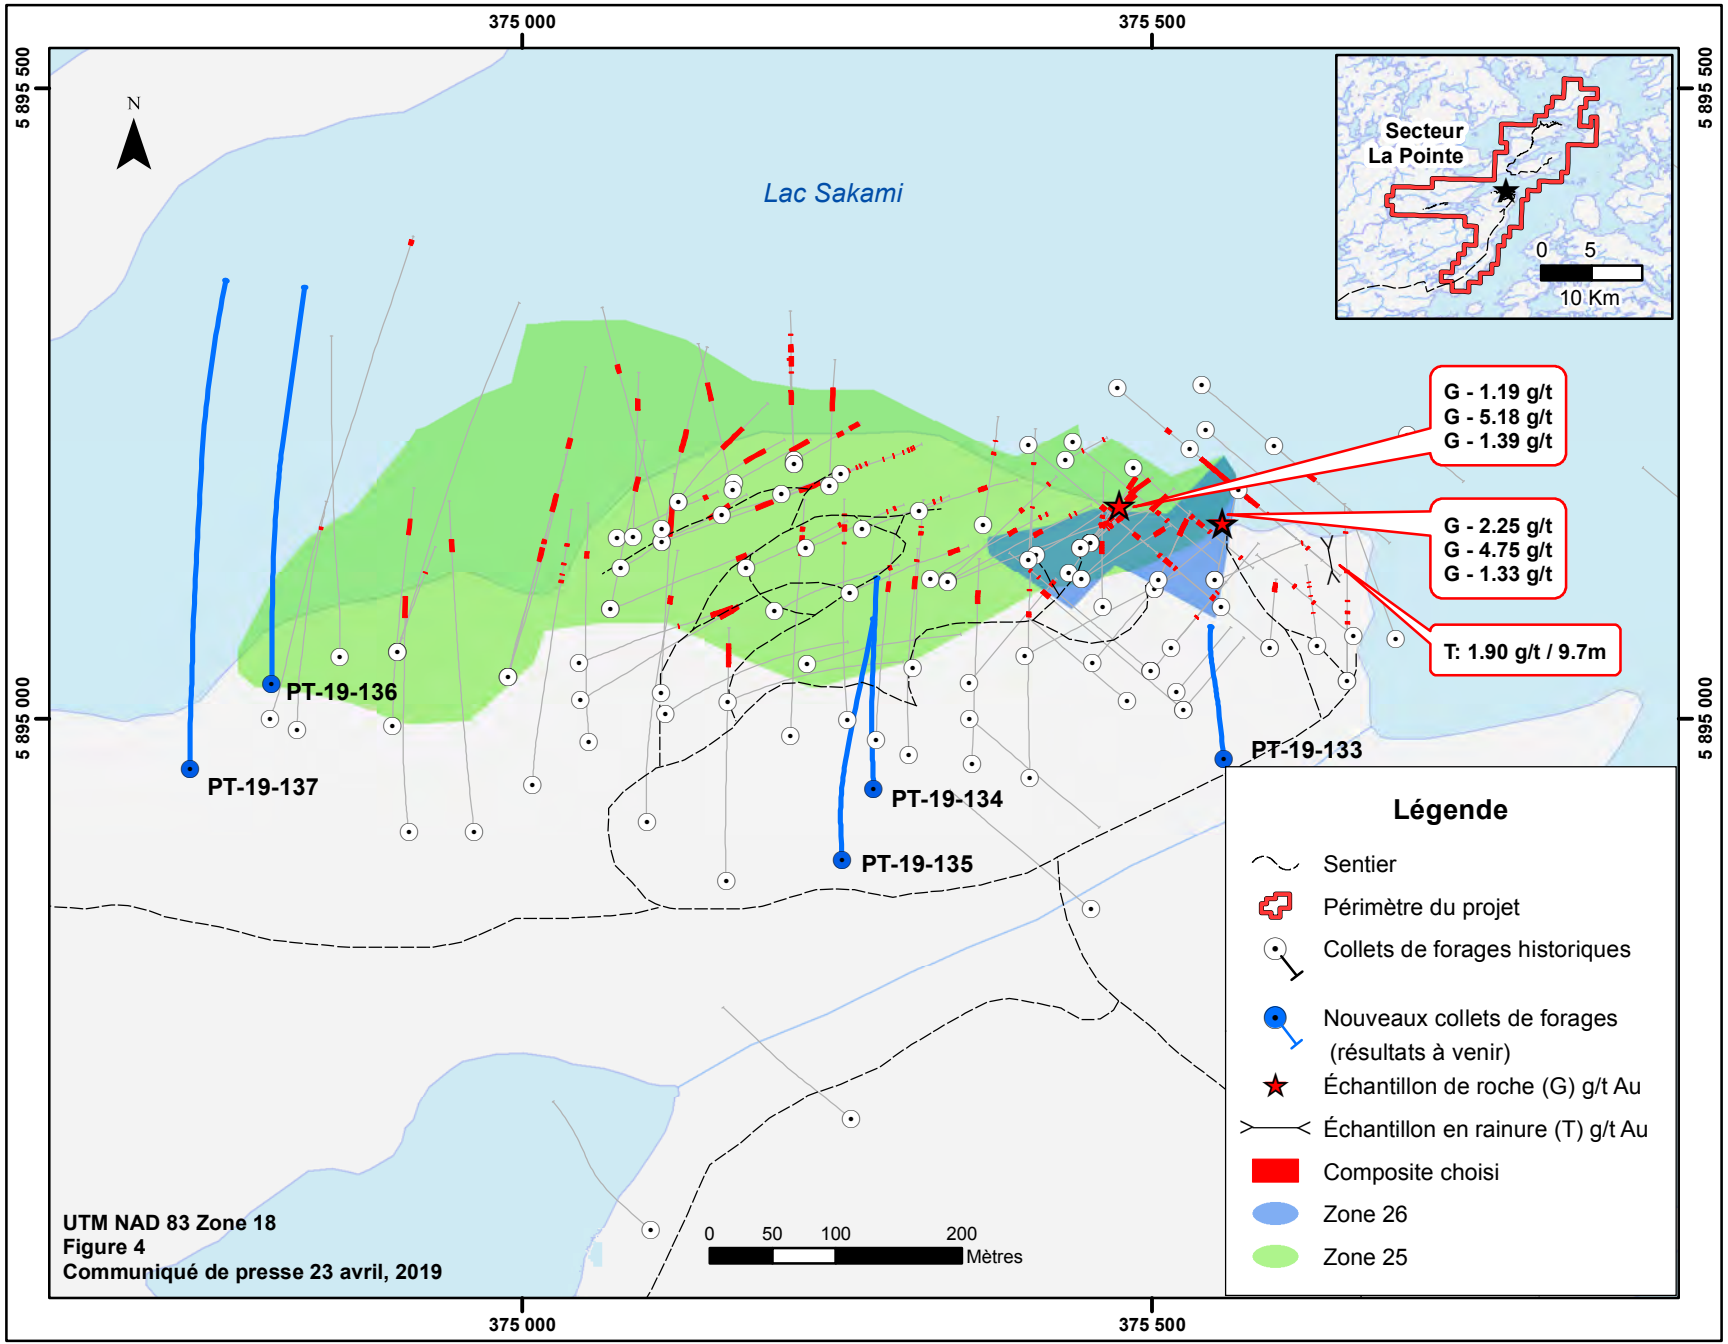 375 000
375 500
5 895 500
5 895 500
N
Secteur
La Pointe
0 5
10 Km
Lac Sakami
G - 1.19 g/t
G - 5.18 g/t
G - 1.39 g/t
G - 2.25 g/t
G - 4.75 g/t
G - 1.33 g/t
T: 1.90 g/t / 9.7m
5 895 000
5 895 000
PT-19-136
PT-19-137
PT-19-133
PT-19-134
PT-19-135
Légende
Sentier
Périmètre du projet
Collets de forages historiques
Nouveaux collets de forages
(résultats à venir)
Échantillon de roche (G) g/t Au
Échantillon en rainure (T) g/t Au
Composite choisi
Zone 26
Zone 25
UTM NAD 83 Zone 18
Figure 4
Communiqué de presse 23 avril, 2019
0 50 100 200
Mètres
375 000
375 500